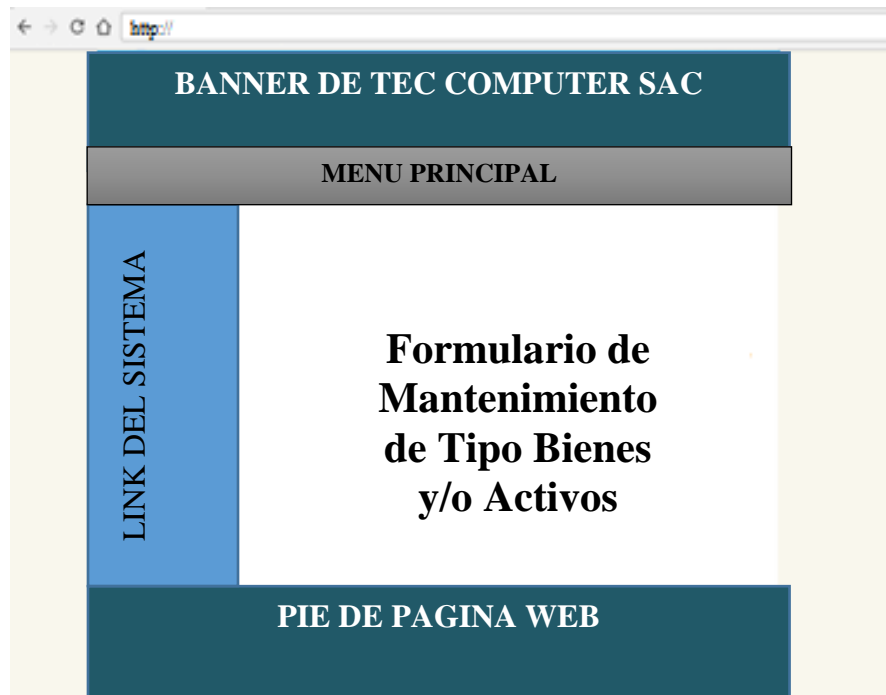 http://
BANNER DE TEC COMPUTER SAC
MENU PRINCIPAL
LINK DEL SISTEMA
Formulario de
Mantenimiento
de Tipo Bienes
y/o Activos
PIE DE PAGINA WEB